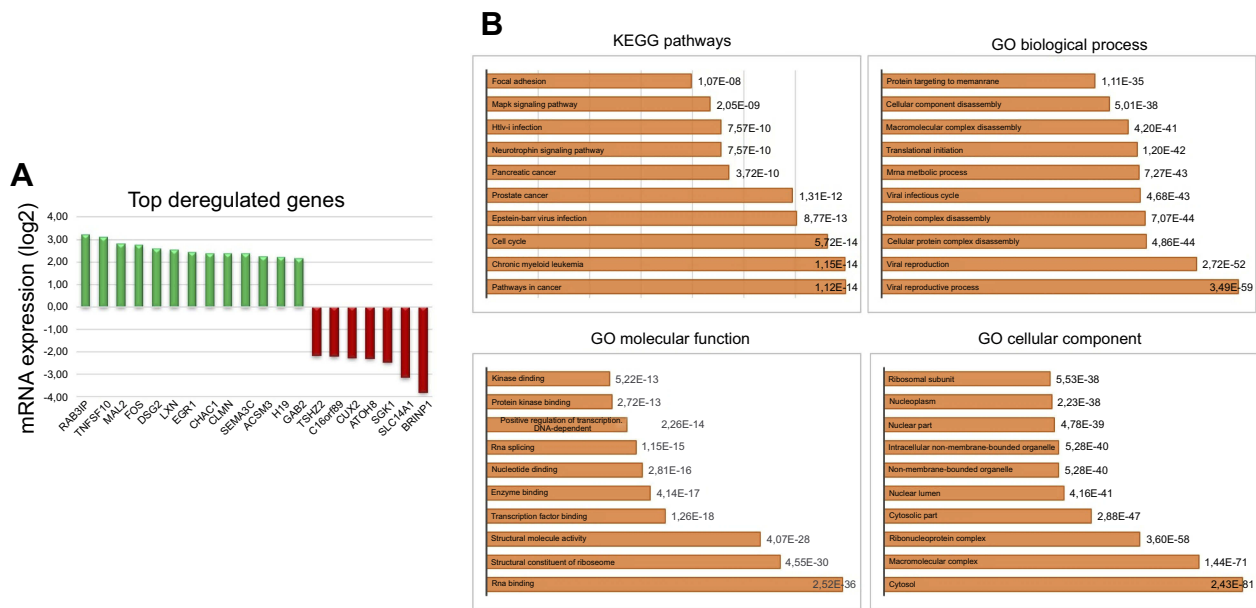 A
Top deregulated genes
mRNA expression (log2)
4,00
3,00
2,00
1,00
0,00
-1,00
-2,00
-3,00
-4,00
RAB3IP
TNFSF10
MAL2
FOS
DSG2
LXN
EGR1
CHAC1
CLMN
SEMA3C
ACSM3
H19
GAB2
TSHZ2
C16orf89
CUX2
ATOH8
SGK1
SLC14A1
BRINP1
B
KEGG pathways
Focal adhesion 1,07E-08
Mapk signaling pathway 2,05E-09
Htlv-i infection 7,57E-10
Neurotrophin signaling pathway 7,57E-10
Pancreatic cancer 3,72E-10
Prostate cancer 1,31E-12
Epstein-barr virus infection 8,77E-13
Cell cycle 5,72E-14
Chronic myeloid leukemia 1,15E-14
Pathways in cancer 1,12E-14
GO biological process
Protein targeting to memanrane 1,11E-35
Cellular component disassembly 5,01E-38
Macromolecular complex disassembly 4,20E-41
Translational initiation 1,20E-42
Mrna metbolic process 7,27E-43
Viral infectious cycle 4,68E-43
Protein complex disassembly 7,07E-44
Cellular protein complex disassembly 4,86E-44
Viral reproduction 2,72E-52
Viral reproductive process 3,49E-59
GO molecular function
Kinase dinding 5,22E-13
Protein kinase binding 2,72E-13
Positive regulation of transcription.
DNA-dependent 2,26E-14
Rna splicing 1,15E-15
Nucleotide dinding 2,81E-16
Enzyme binding 4,14E-17
Transcription factor binding 1,26E-18
Structural molecule activity 4,07E-28
Structural constituent of riboseome 4,55E-30
Rna binding 2,52E-36
GO cellular component
Ribosomal subunit 5,53E-38
Nucleoplasm 2,23E-38
Nuclear part 4,78E-39
Intracellular non-membrane-bounded organelle 5,28E-40
Non-membrane-bounded organelle 5,28E-40
Nuclear lumen 4,16E-41
Cytosolic part 2,88E-47
Ribonucleoprotein complex 3,60E-58
Macromolecular complex 1,44E-71
Cytosol 2,43E-81